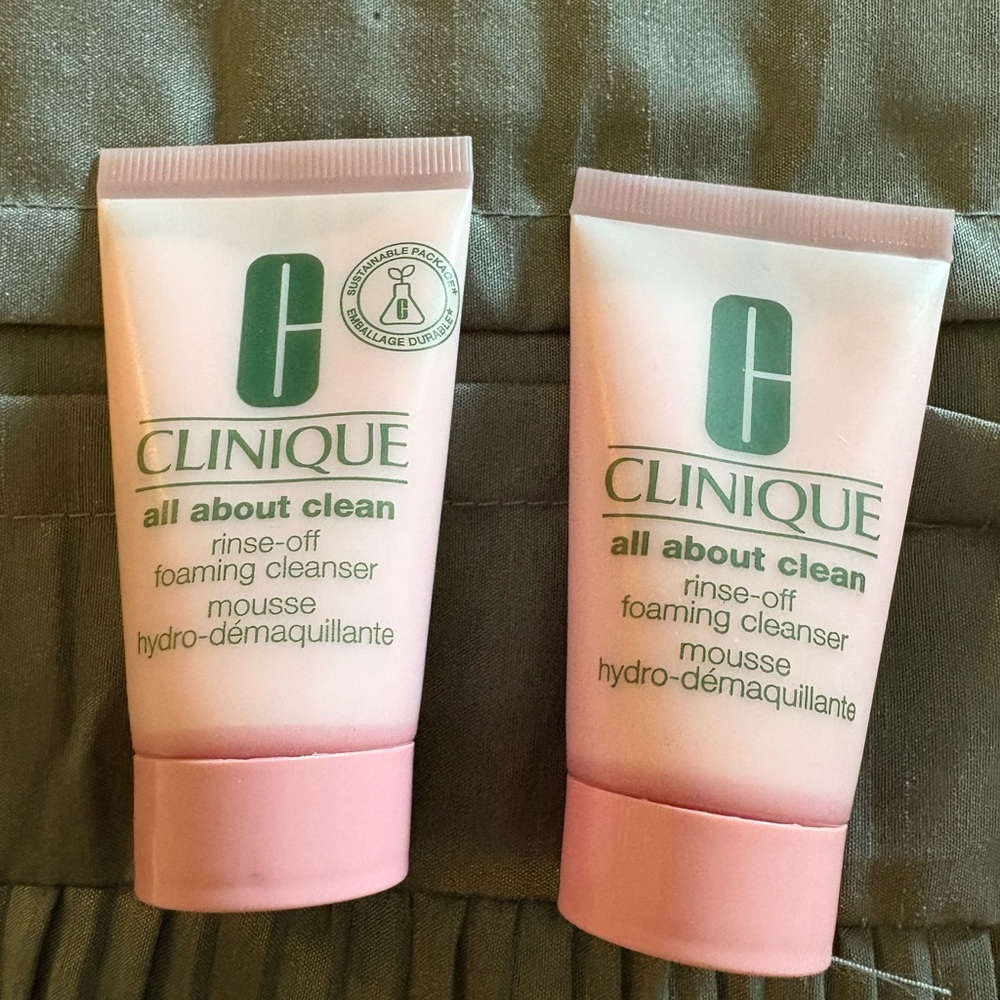 SUSTAINABLE PACKAGE*
EMBALLAGE DURABLE*
C
C
CLINIQUE
all about clean
rinse-off
foaming cleanser
mousse
hydro-démaquillante
C
CLINIQUE
all about clean
rinse-off
foaming cleanser
mousse
hydro-démaquillante